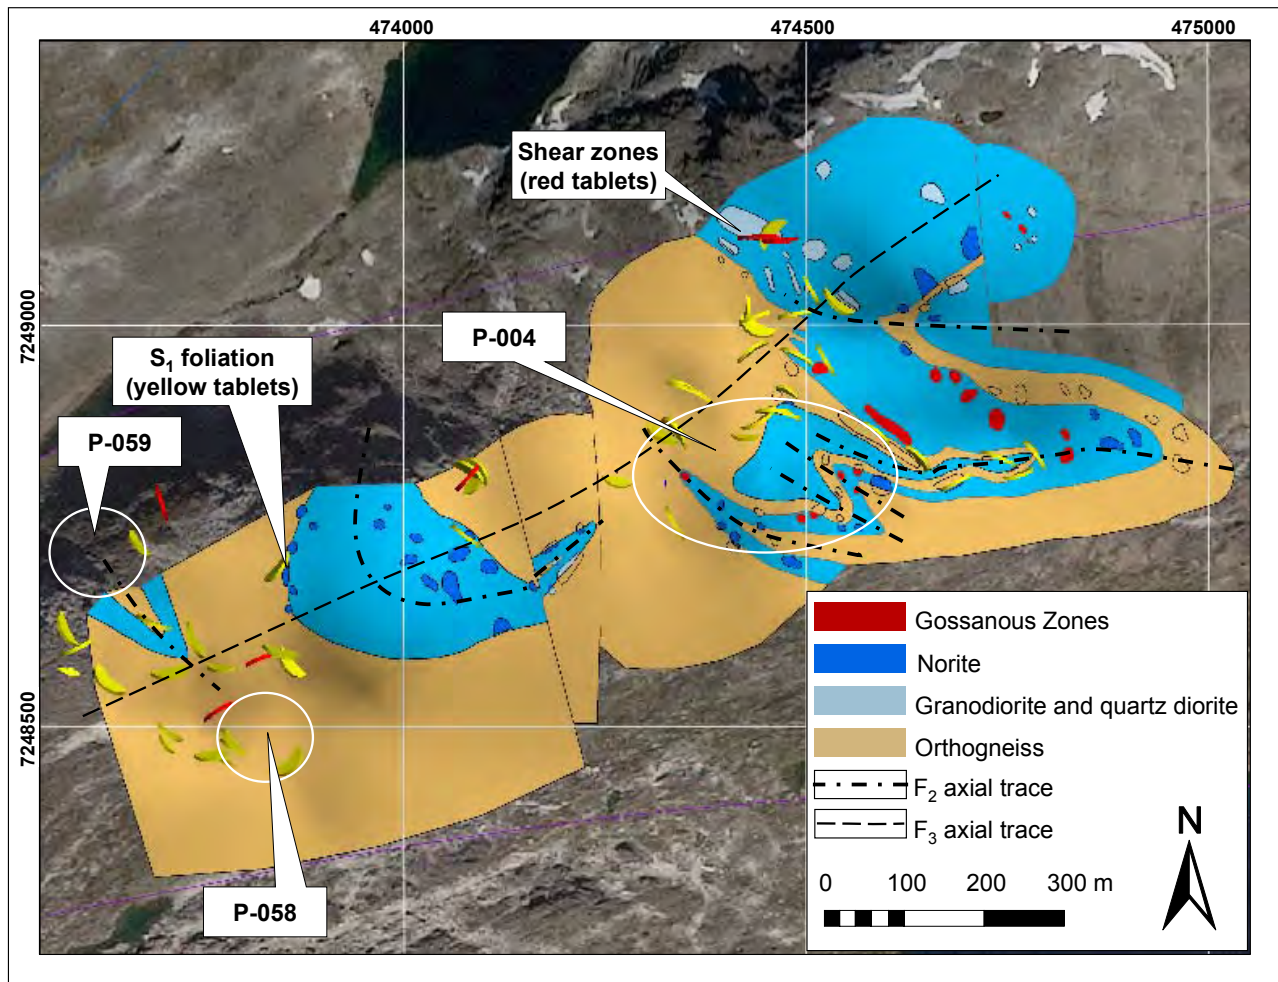 474000
474500
475000
Shear zones
(red tablets)
7249000
P-004
S₁ foliation
(yellow tablets)
P-059
Gossanous Zones
Norite
Granodiorite and quartz diorite
Orthogneiss
F₂ axial trace
F₃ axial trace
7248500
N
0 100 200 300 m
P-058